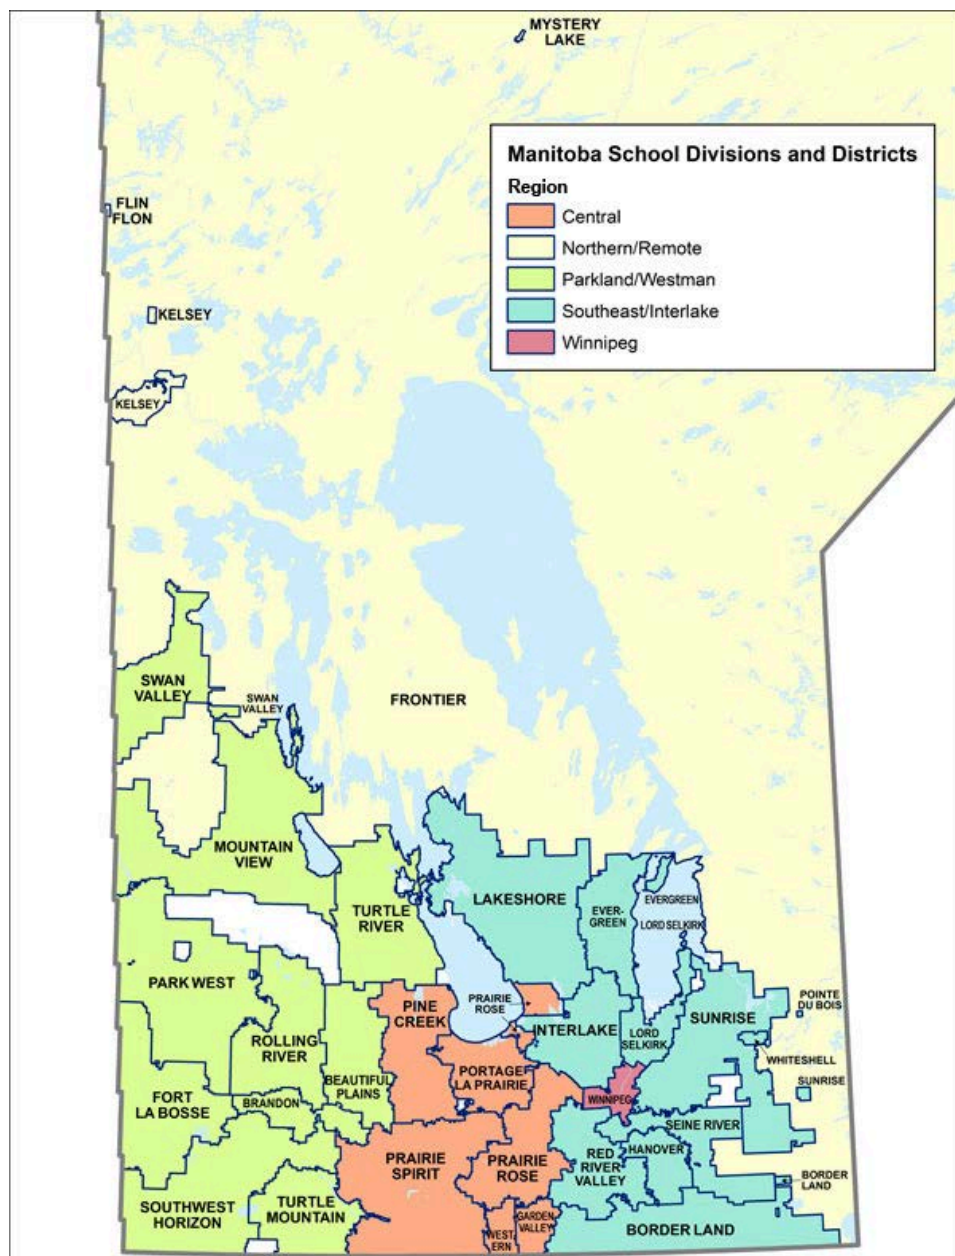 MYSTERY
LAKE
Manitoba School Divisions and Districts
Region
Central
Northern/Remote
Parkland/Westman
Southeast/Interlake
Winnipeg
FLIN
FLON
KELSEY
KELSEY
SWAN
VALLEY
SWAN
VALLEY
FRONTIER
MOUNTAIN
VIEW
TURTLE
RIVER
LAKESHORE
EVER-
GREEN
EVERGREEN
LORD SELKIRK
PARK WEST
PINE
CREEK
PRAIRIE
ROSE
INTERLAKE
LORD
SELKIRK
SUNRISE
POINTE
DU BOIS
WHITESHELL
SUNRISE
ROLLING
RIVER
BEAUTIFUL
PLAINS
PORTAGE
LA PRAIRIE
WINNIPEG
FORT
LA BOSSE
BRANDON
SEINE RIVER
PRAIRIE
SPIRIT
PRAIRIE
ROSE
RED
RIVER
VALLEY
HANOVER
BORDER
LAND
SOUTHWEST
HORIZON
TURTLE
MOUNTAIN
WEST
ERN
GARDEN
VALLEY
BORDER LAND